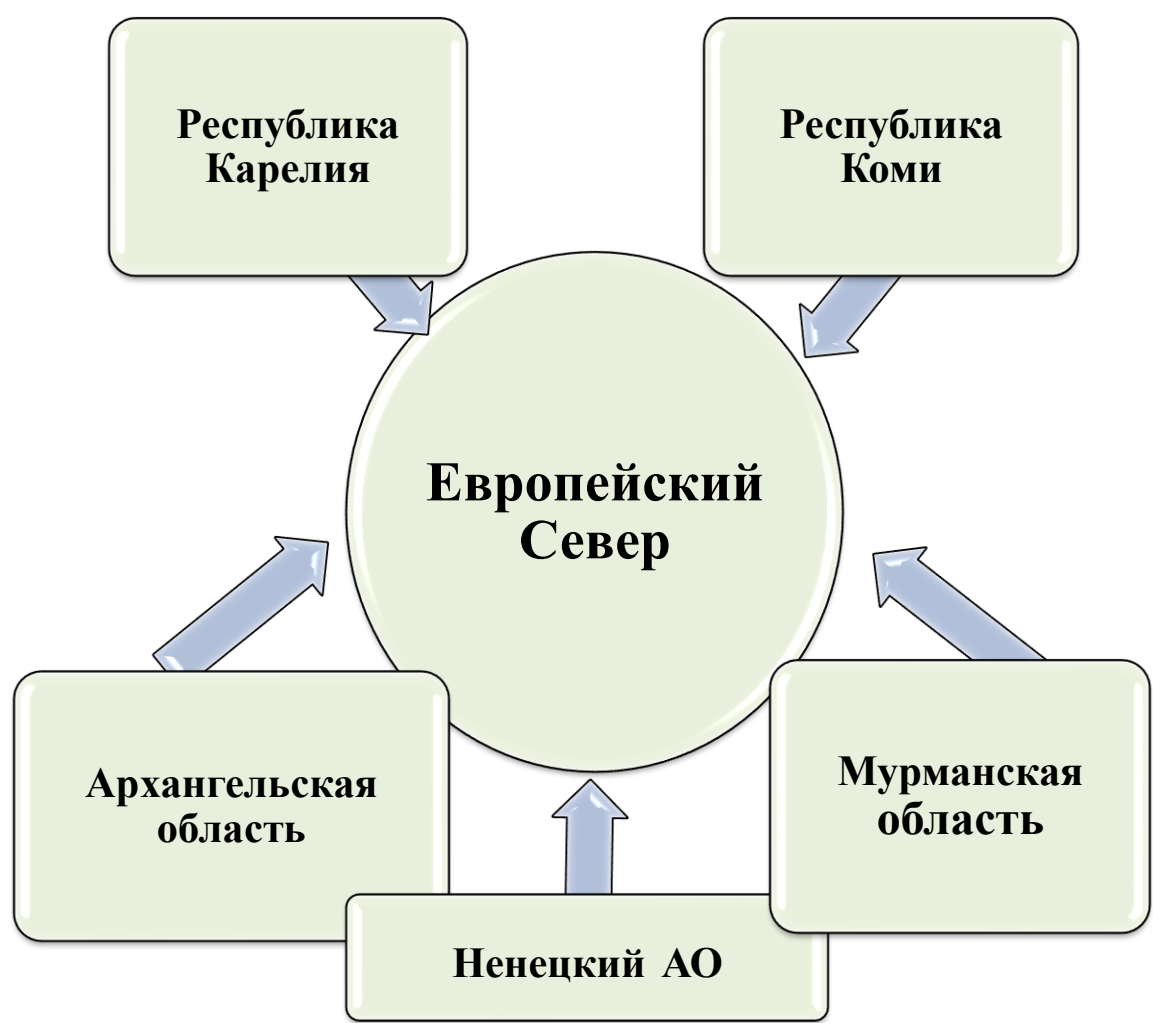 Республика
Карелия
Республика
Коми
Европейский
Север
Архангельская
область
Мурманская
область
Ненецкий АО